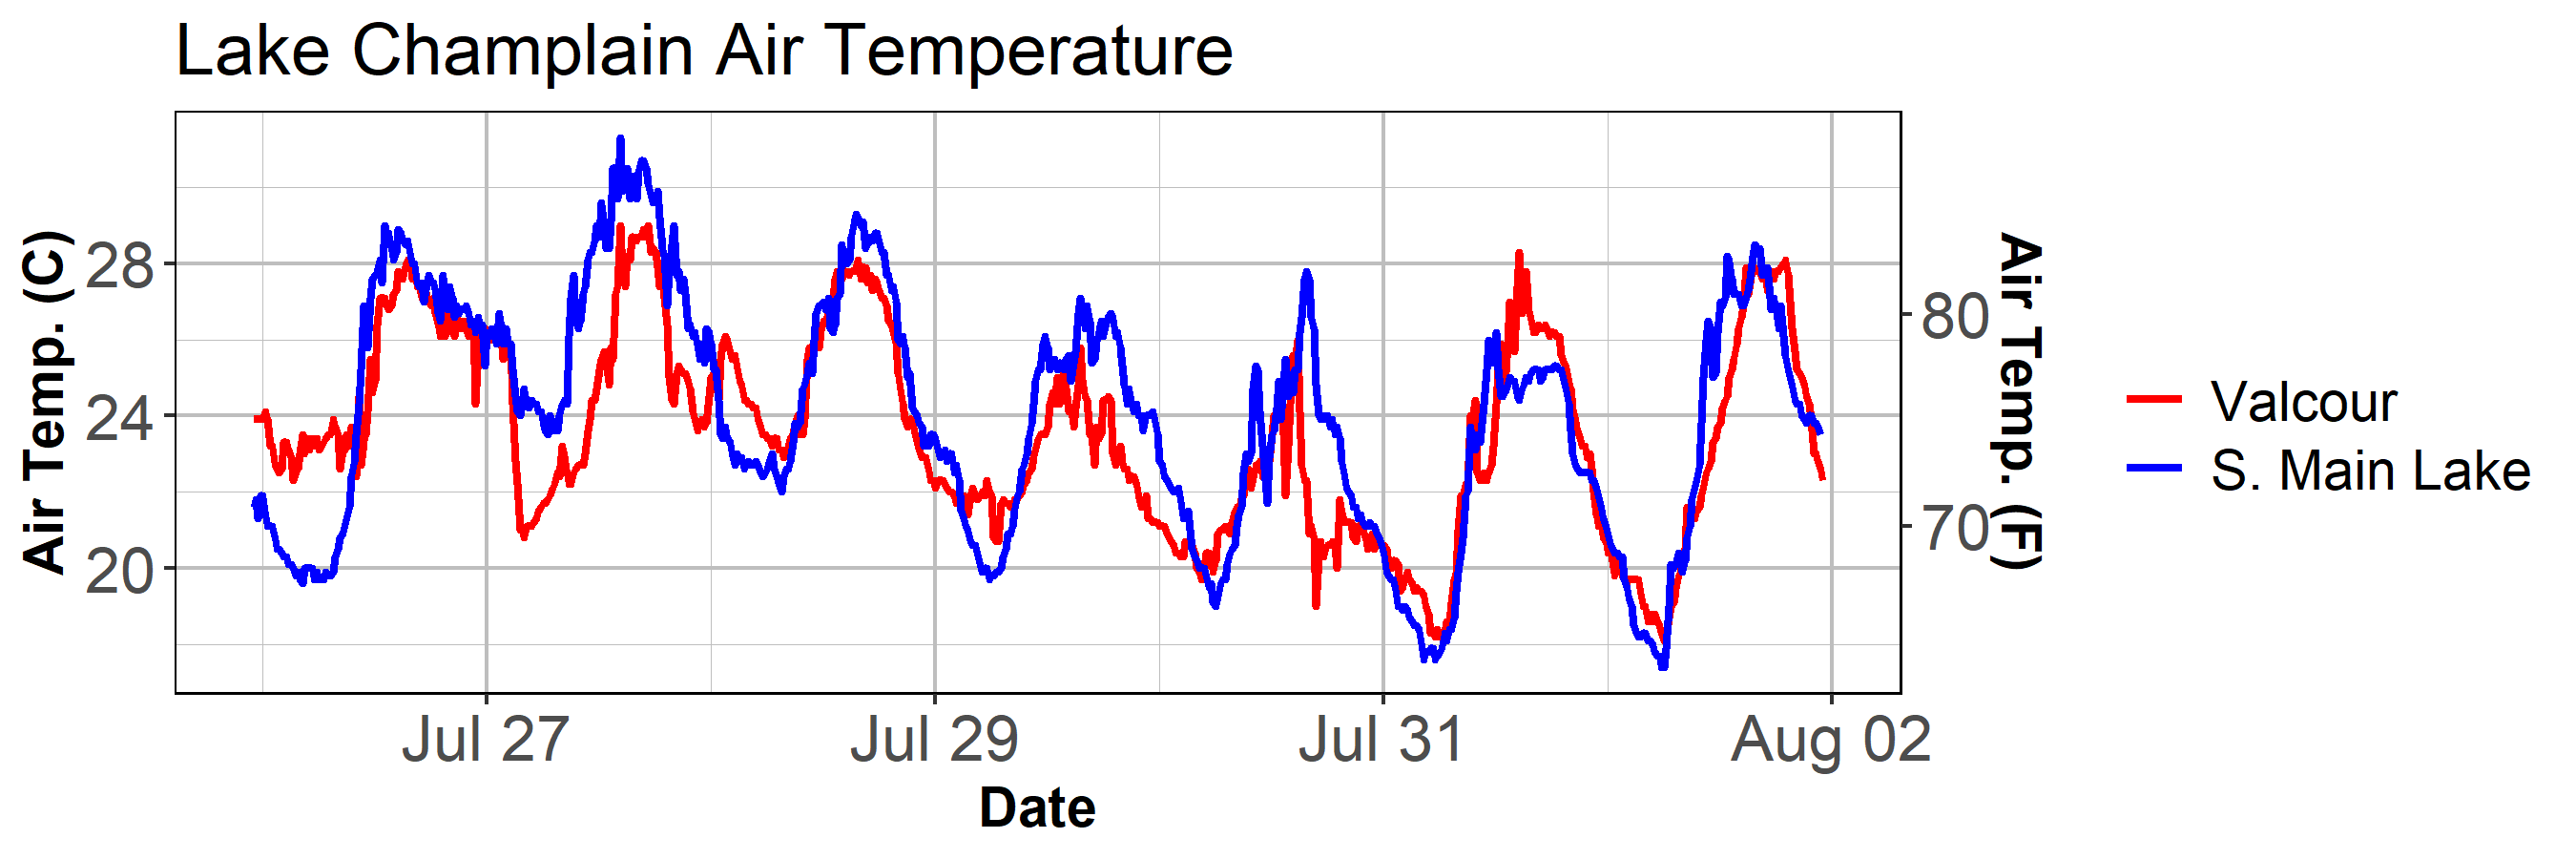 Lake Champlain Air Temperature
Air Temp. (C)
28
24
20
80
70
Air Temp. (F)
Jul 27
Jul 29
Jul 31
Aug 02
Date
Valcour
S. Main Lake